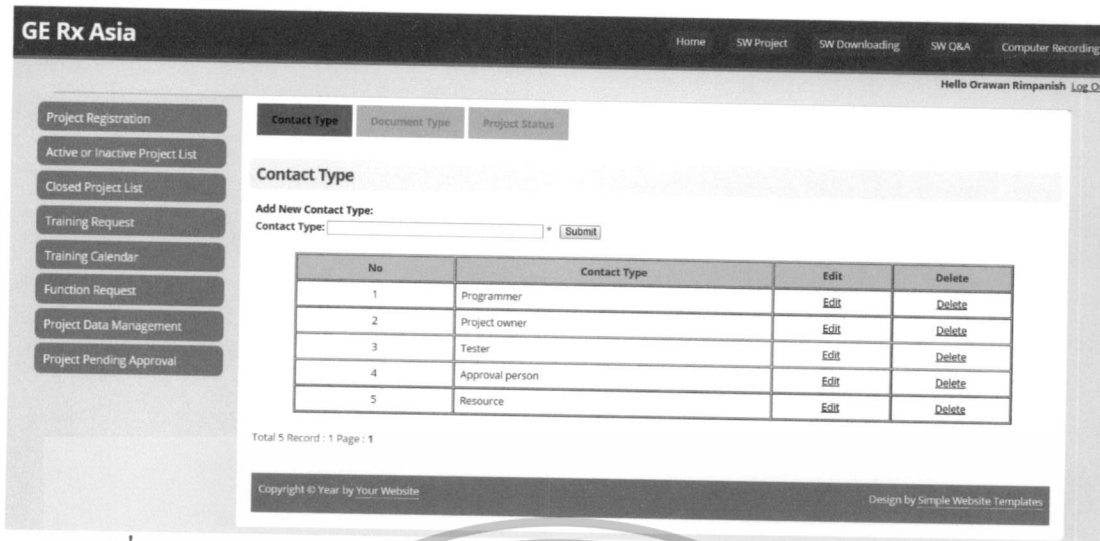 GE Rx Asia
Home SW Project SW Downloading SW Q&A Computer Recording
Hello Orawan Rimpanish Log
Project Registration
Active or Inactive Project List
Closed Project List
Training Request
Training Calendar
Function Request
Project Data Management
Project Pending Approval
Contact Type Document Type Project Status
Contact Type
Add New Contact Type:
Contact Type: * Submit
No Contact Type Edit Delete
1 Programmer Edit Delete
2 Project owner Edit Delete
3 Tester Edit Delete
4 Approval person Edit Delete
5 Resource Edit Delete
Total 5 Record : 1 Page : 1
Copyright © Year by Your Website
Design by Simple Website Templates